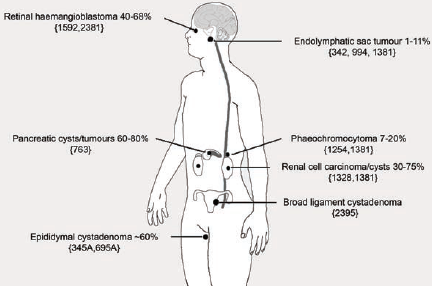 Retinal haemangioblastoma 40-68%
{1592,2381}
Endolymphatic sac tumour 1-11%
{342, 994, 1381}
Pancreatic cysts/tumours 60-80%
{763}
Phaeochromocytoma 7-20%
{1254,1381}
Renal cell carcinoma/cysts 30-75%
{1328,1381}
Broad ligament cystadenoma
{2395}
Epididymal cystadenoma ~60%
{345A,695A}